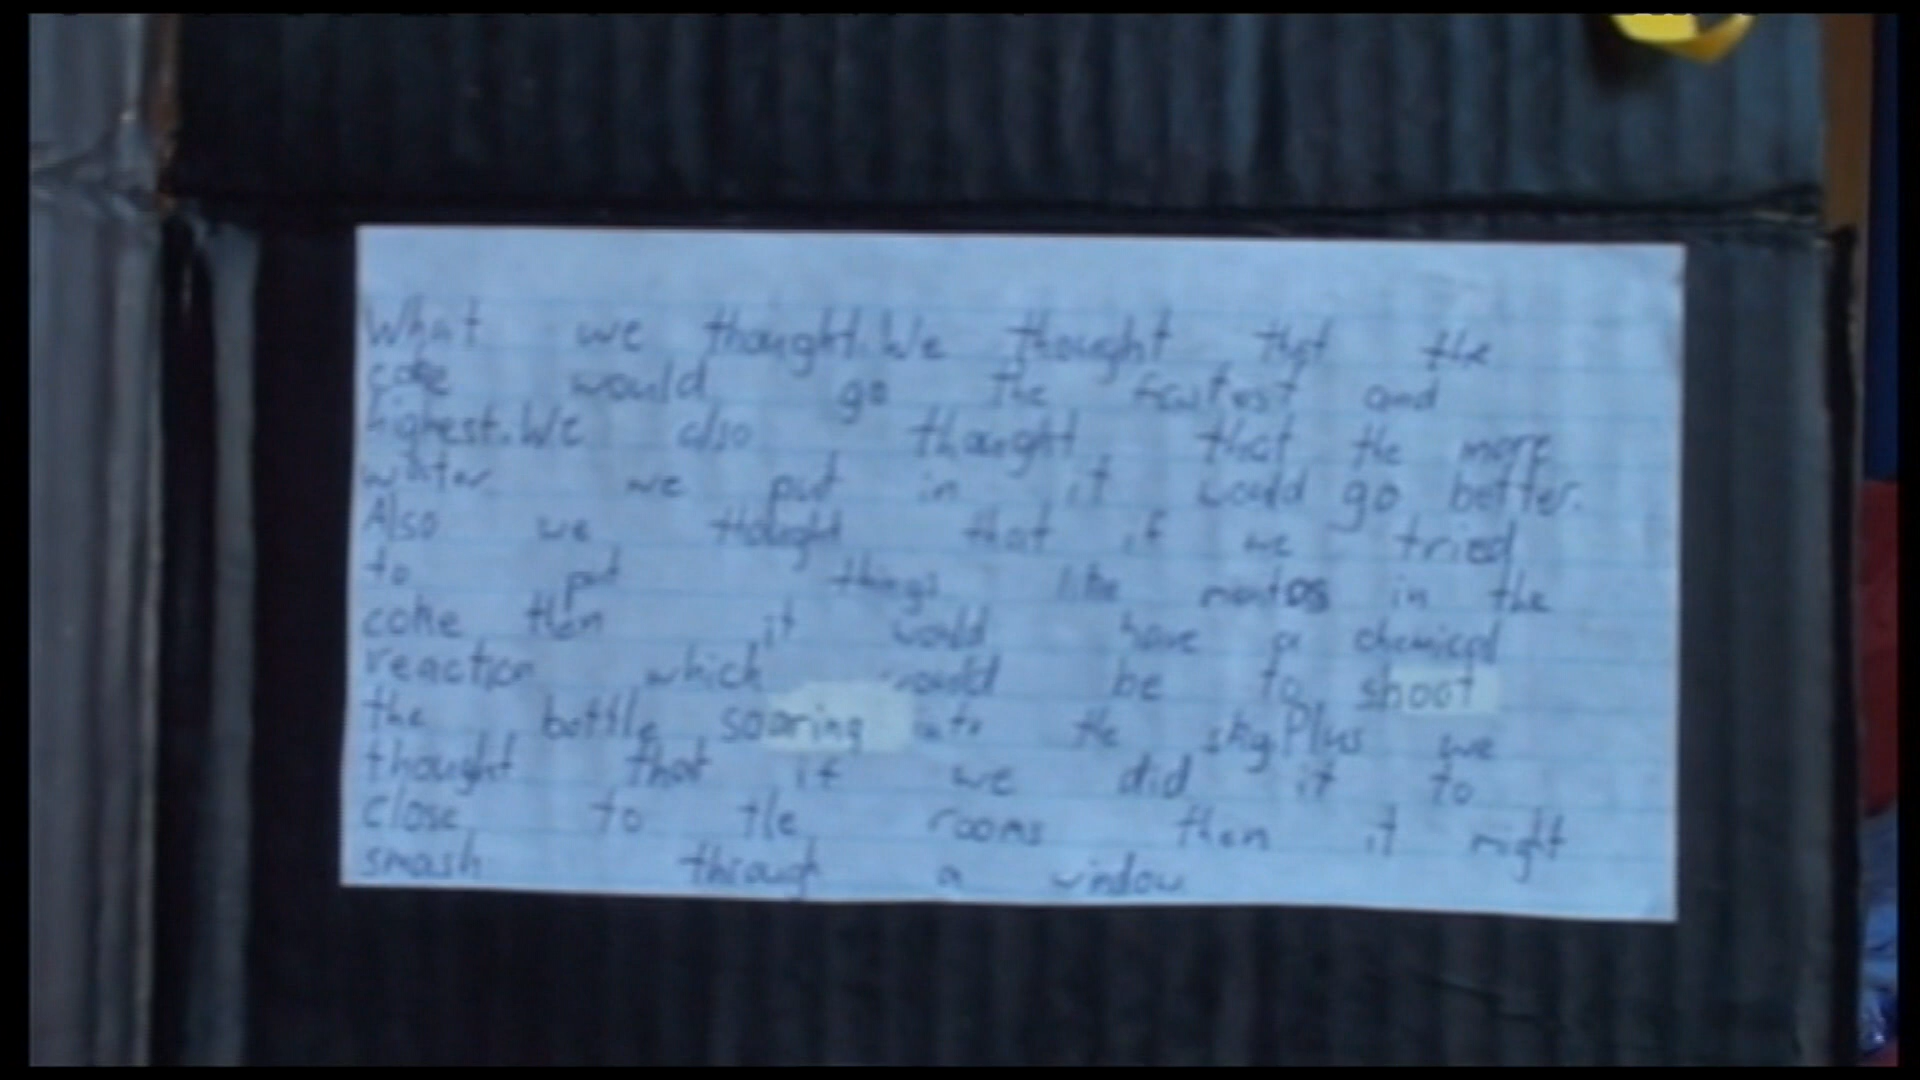 What we thought. We thought that the
coke would go the fastest and
highest. We also thought that the more
water we put in it would go better.
Also we thought that if we tried
to put things like mentos in the
coke then it would have a chemical
reaction which would be to shoot
the bottle soaring into the sky. Plus we
thought that if we did it to
close to the rooms then it might
smash through a window